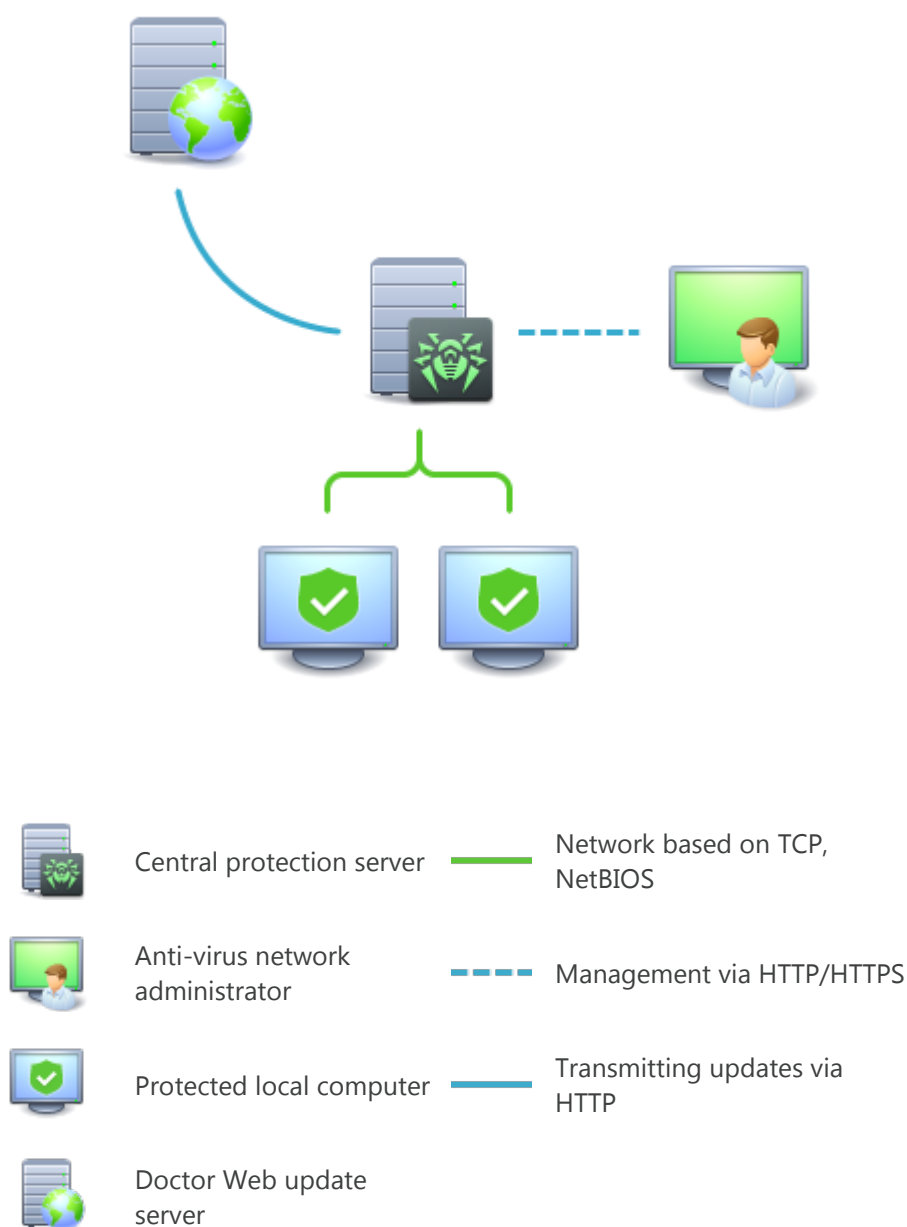 Central protection server
Network based on TCP,
NetBIOS
Anti-virus network
administrator
Management via HTTP/HTTPS
Protected local computer
Transmitting updates via
HTTP
Doctor Web update
server